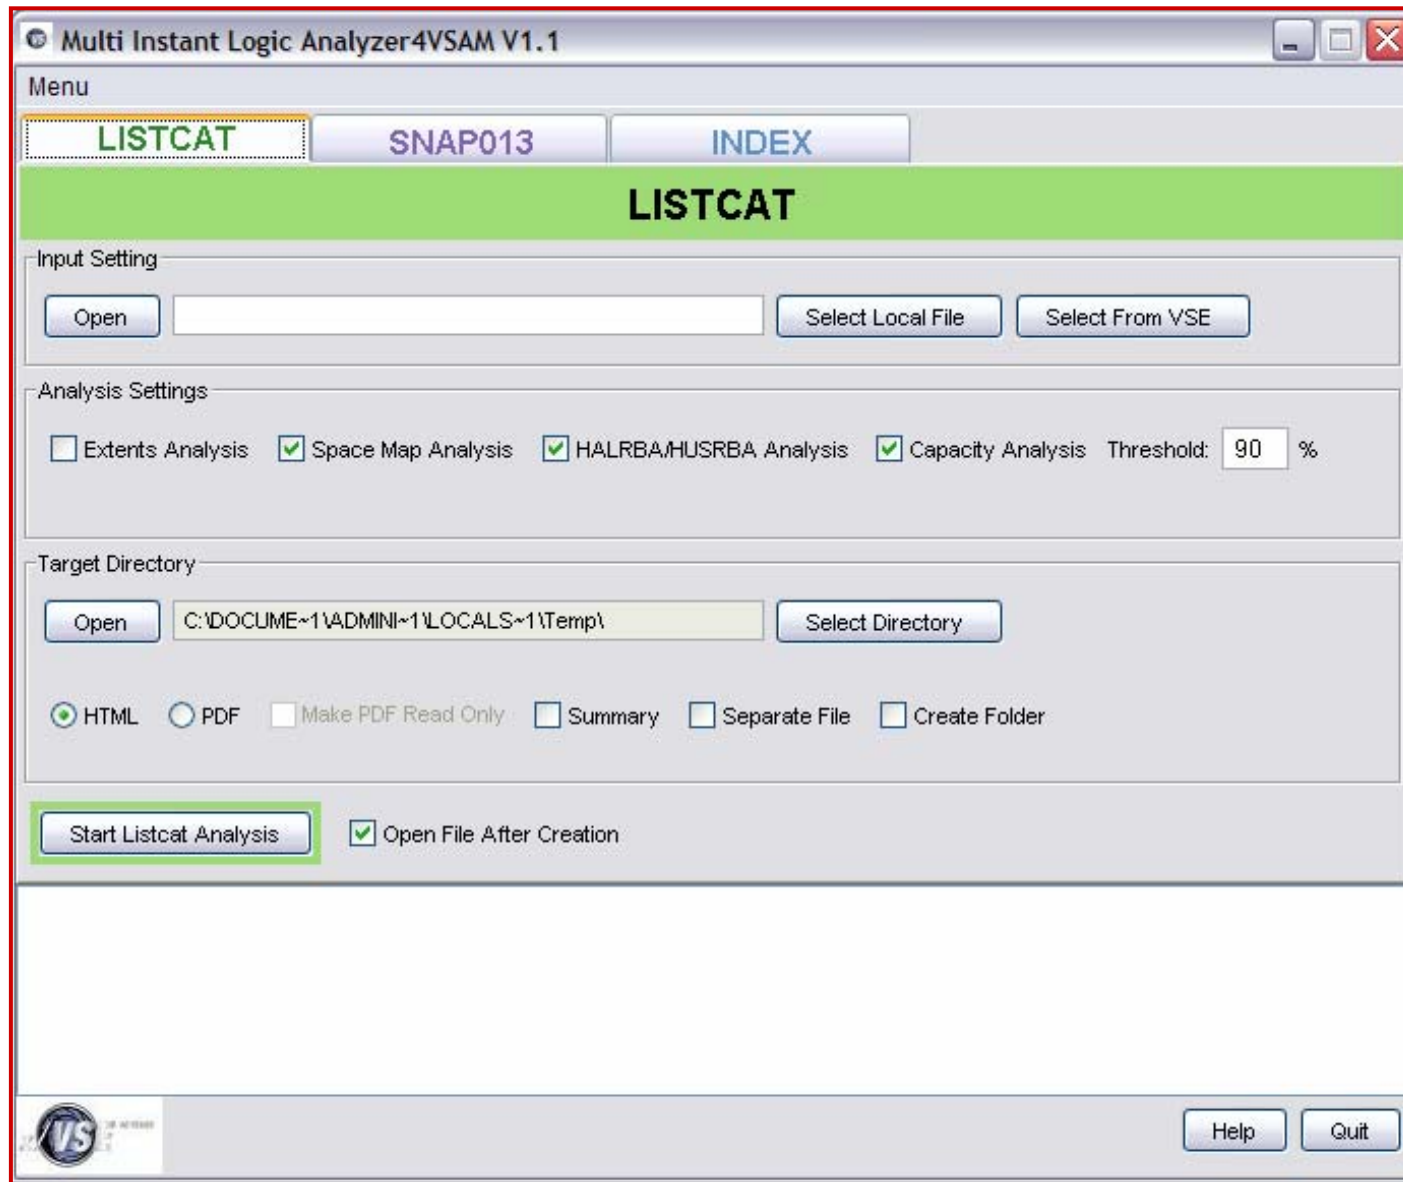 Multi Instant Logic Analyzer4VSAM V1.1
Menu
LISTCAT SNAP013 INDEX
LISTCAT
Input Setting
Open Select Local File Select From VSE
Analysis Settings
Extents Analysis Space Map Analysis HALRBA/HUSRBA Analysis Capacity Analysis Threshold: 90 %
Target Directory
Open C:\DOCUME~1\ADMINI~1\LOCALS~1\Temp\ Select Directory
HTML PDF Make PDF Read Only Summary Separate File Create Folder
Start Listcat Analysis Open File After Creation
VS
Help Quit